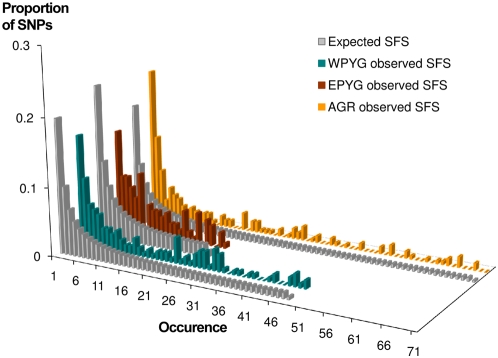 Proportion
of SNPs
0.3
0.2
0.1
0
Expected SFS
WPYG observed SFS
EPYG observed SFS
AGR observed SFS
1 6 11 16 21 26 31 36 41 46 51 56 61 66 71
Occurence